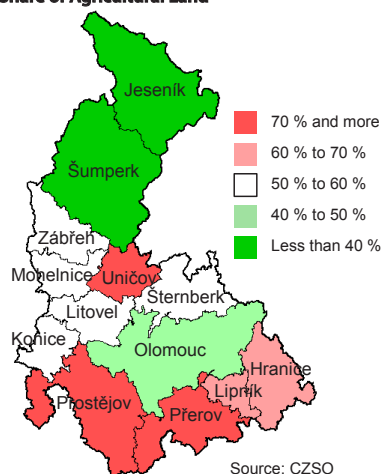 Share of Agricultural Land
Jeseník
Šumperk
70 % and more
60 % to 70 %
50 % to 60 %
40 % to 50 %
Less than 40 %
Zábřeh
Mohelnice
Uničov
Šternberk
Litovel
Konice
Olomouc
Hranice
Lipník
Prostějov
Přerov
Source: CZSO